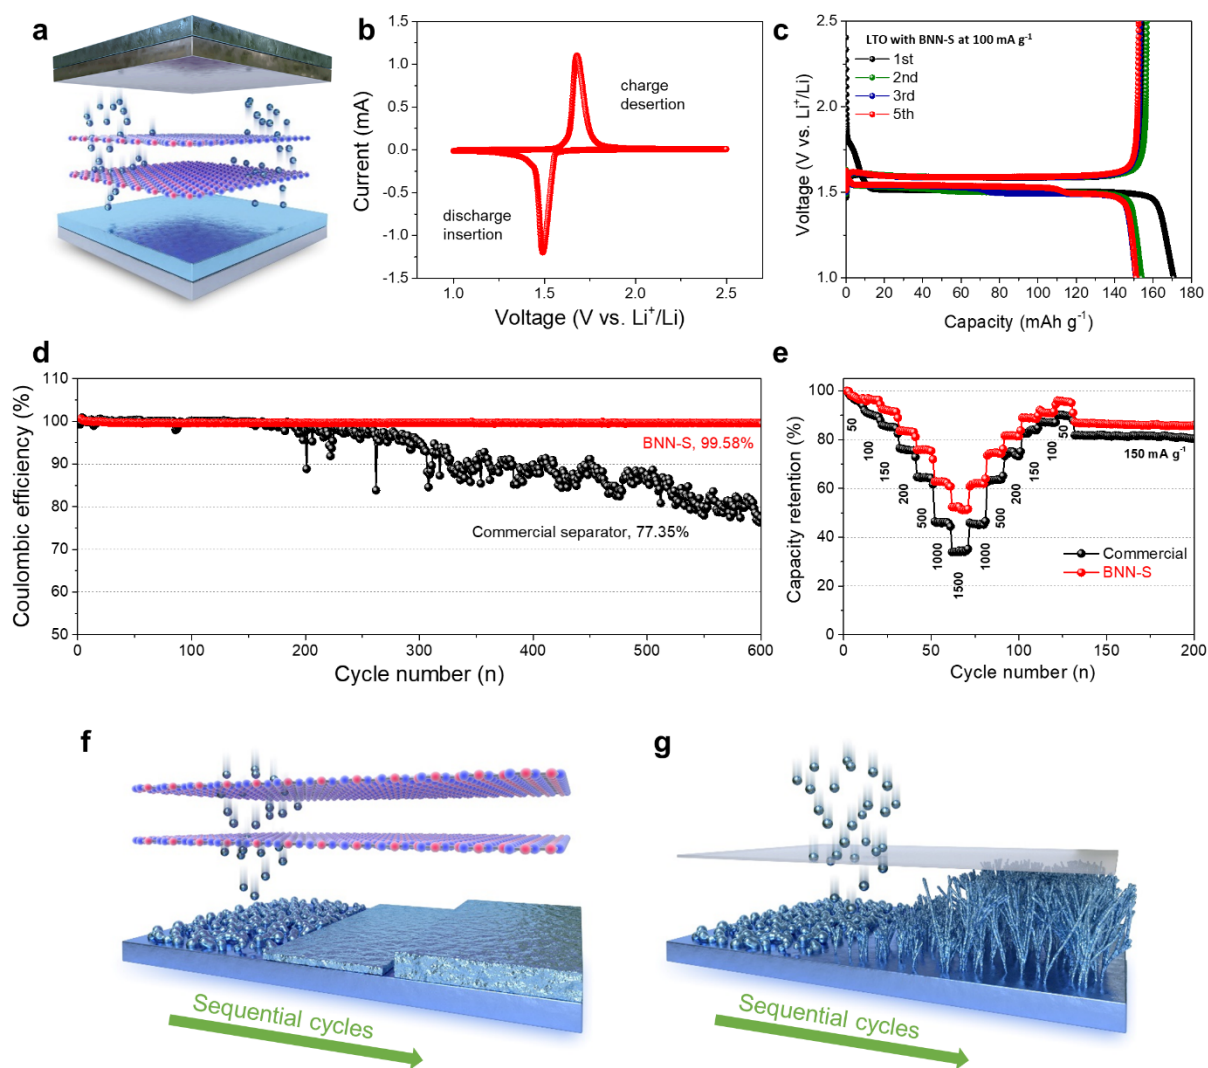 a
b
1.5
1.0
0.5
0.0
-0.5
-1.0
-1.5
Current (mA)
charge
desertion
discharge
insertion
1.0
1.5
2.0
2.5
Voltage (V vs. Li⁺/Li)
c
2.5
2.0
1.5
1.0
Voltage (V vs. Li⁺/Li)
LTO with BNN-S at 100 mA g⁻¹
1st
2nd
3rd
5th
0
20
40
60
80
100
120
140
160
180
Capacity (mAh g⁻¹)
d
110
100
90
80
70
60
50
Coulombic efficiency (%)
BNN-S, 99.58%
Commercial separator, 77.35%
0
100
200
300
400
500
600
Cycle number (n)
e
100
80
60
40
20
0
Capacity retention (%)
50
100
150
200
500
1000
1500
1000
500
200
150
100
50
150 mA g⁻¹
Commercial
BNN-S
0
50
100
150
200
Cycle number (n)
f
Sequential cycles
g
Sequential cycles